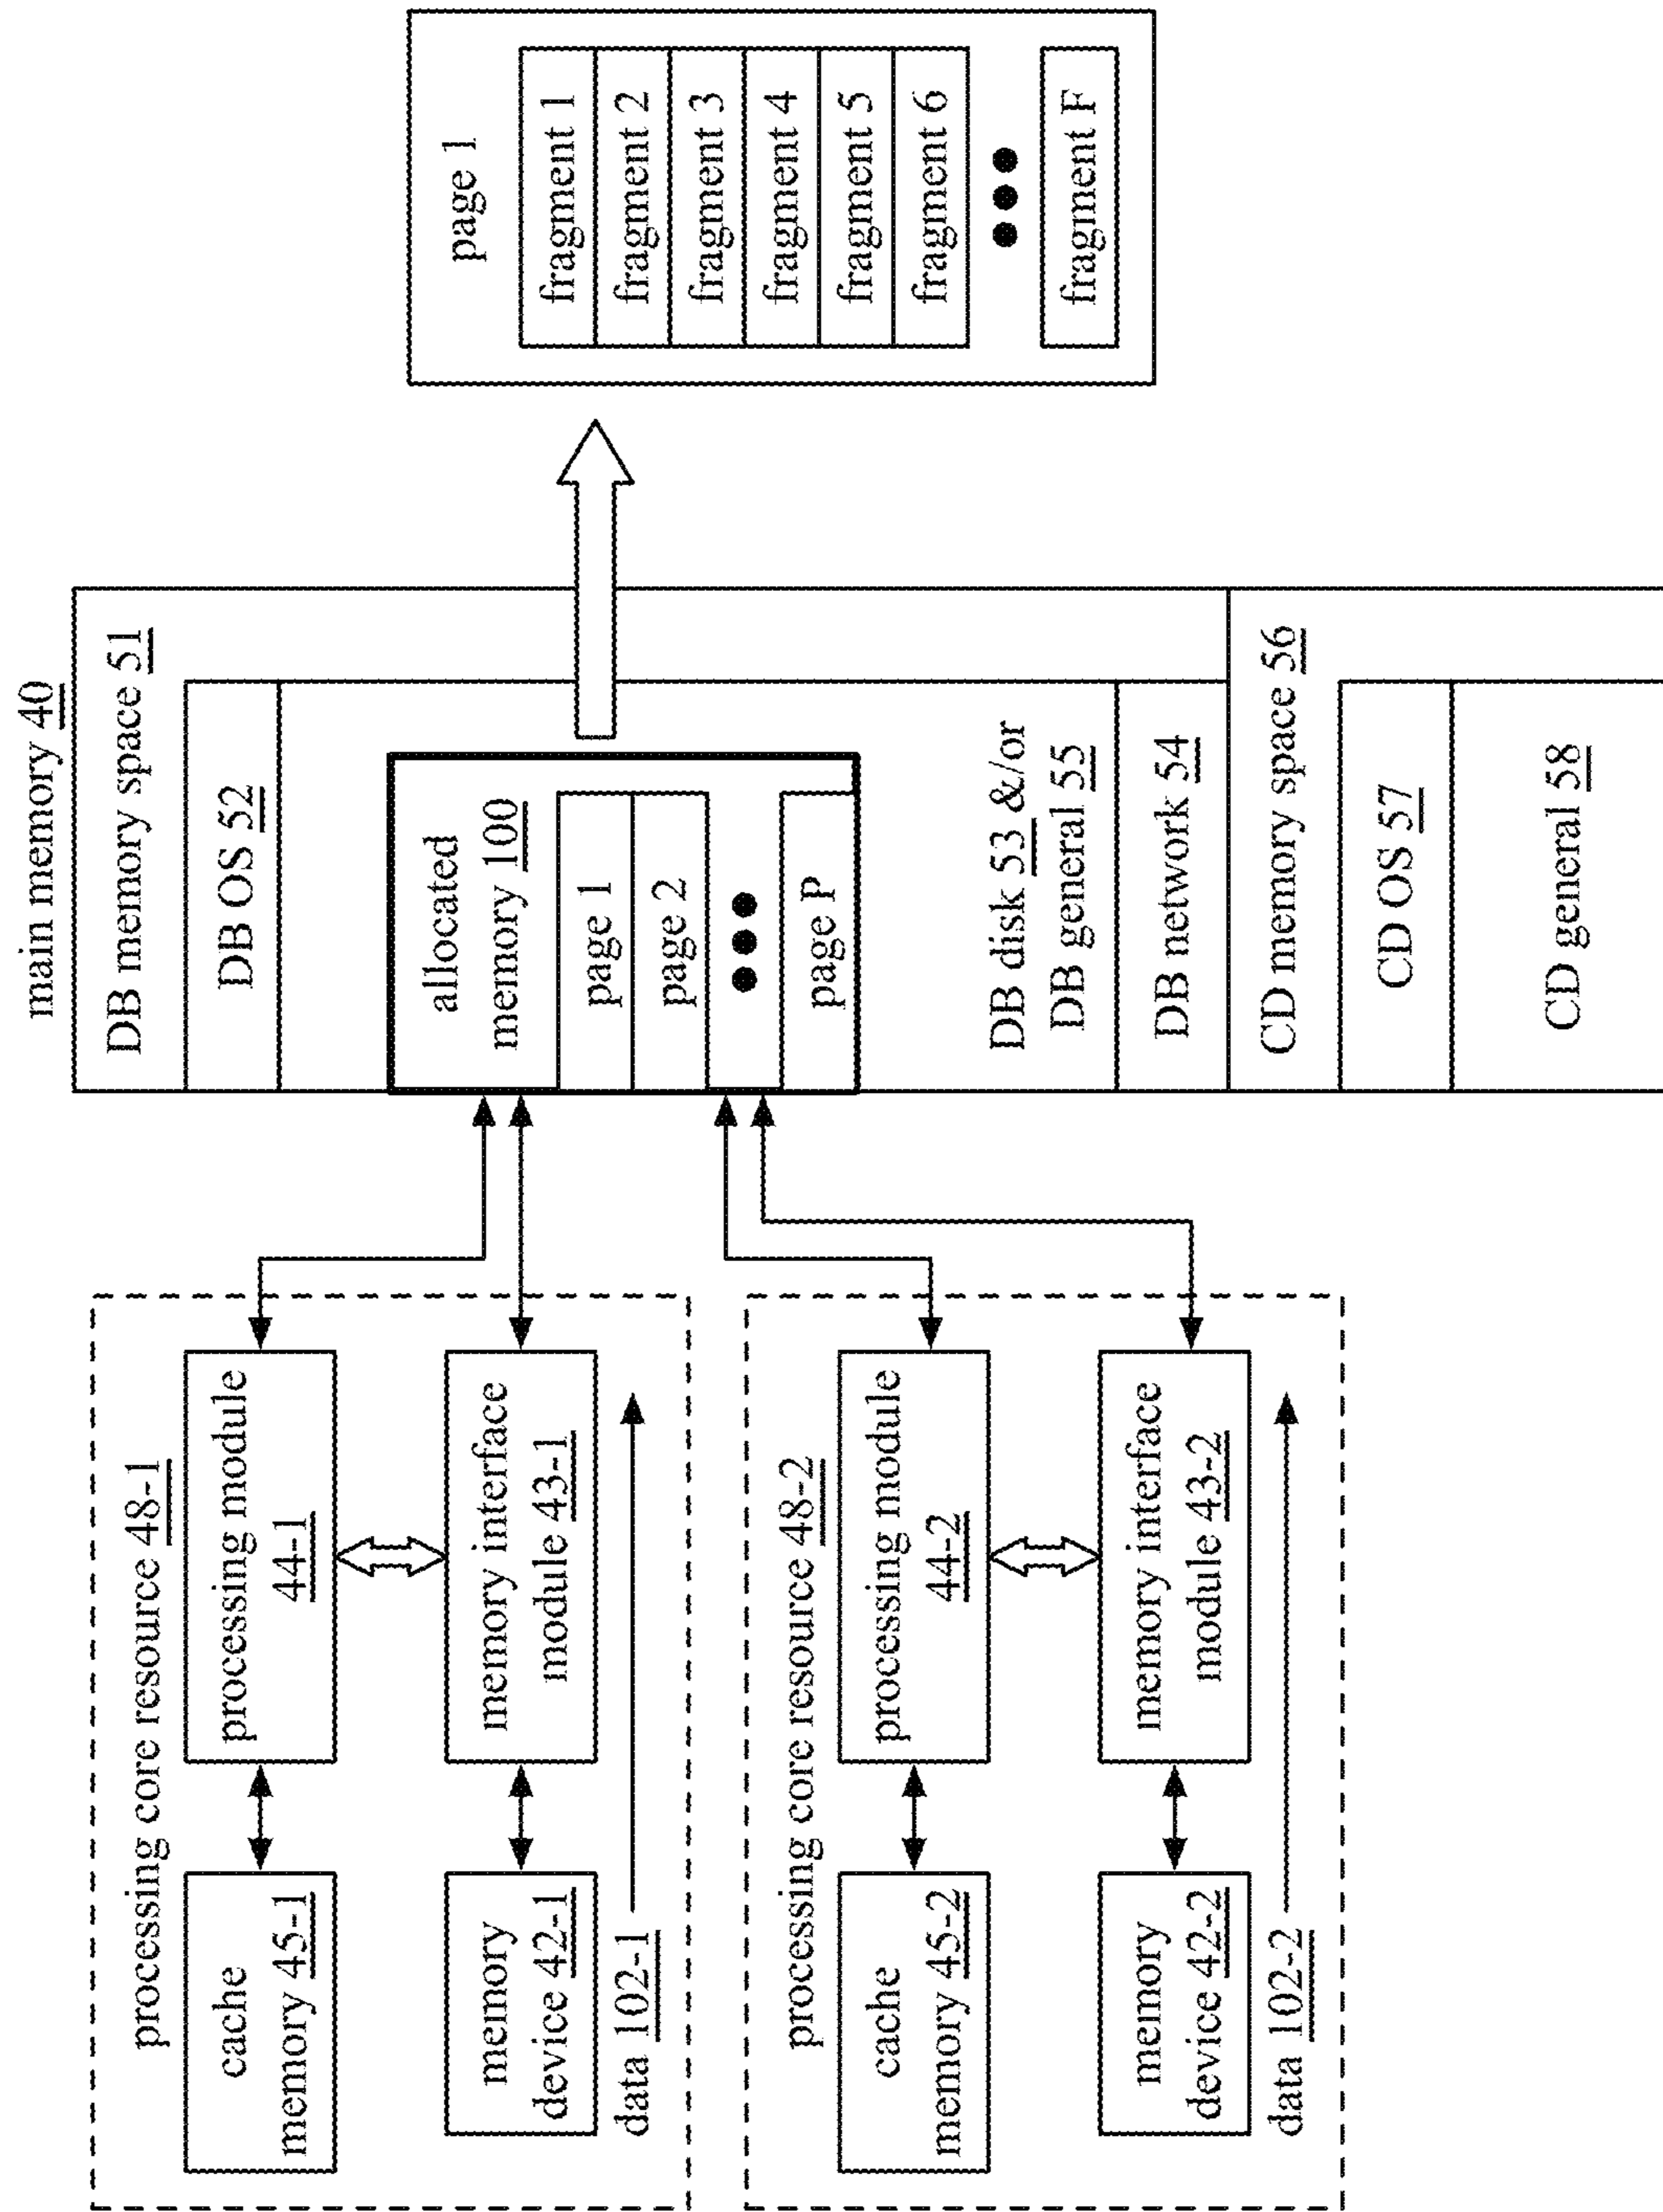 processing core resource 48-1
cache
memory 45-1
processing module
44-1
memory
device 42-1
memory interface
module 43-1
data 102-1
processing core resource 48-2
cache
memory 45-2
processing module
44-2
memory
device 42-2
memory interface
module 43-2
data 102-2
main memory 40
DB memory space 51
DB OS 52
allocated
memory 100
page 1
page 2
page P
DB disk 53 &/or
DB general 55
DB network 54
CD memory space 56
CD OS 57
CD general 58
page 1
fragment 1
fragment 2
fragment 3
fragment 4
fragment 5
fragment 6
fragment F